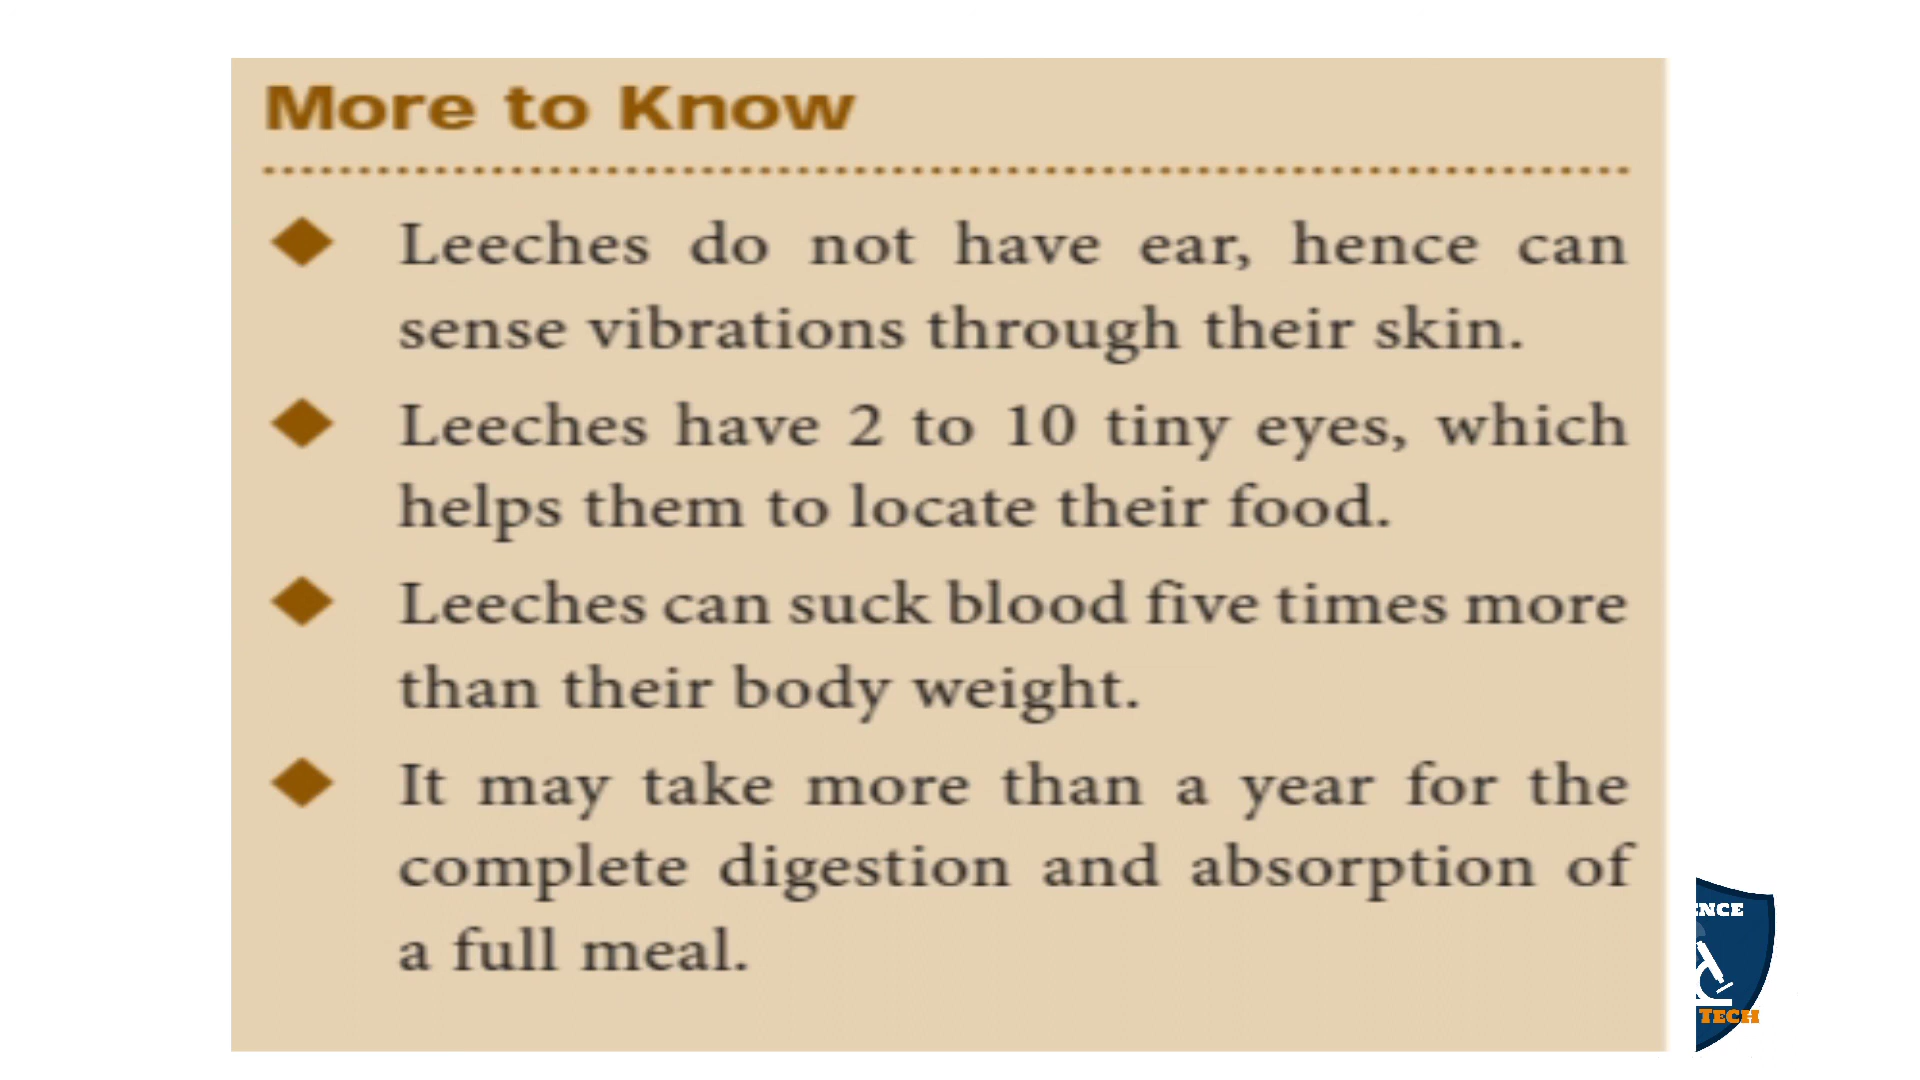 More to Know
Leeches do not have ear, hence can
sense vibrations through their skin.
Leeches have 2 to 10 tiny eyes, which
helps them to locate their food.
Leeches can suck blood five times more
than their body weight.
It may take more than a year for the
complete digestion and absorption of
a full meal.
ENCE
TECH